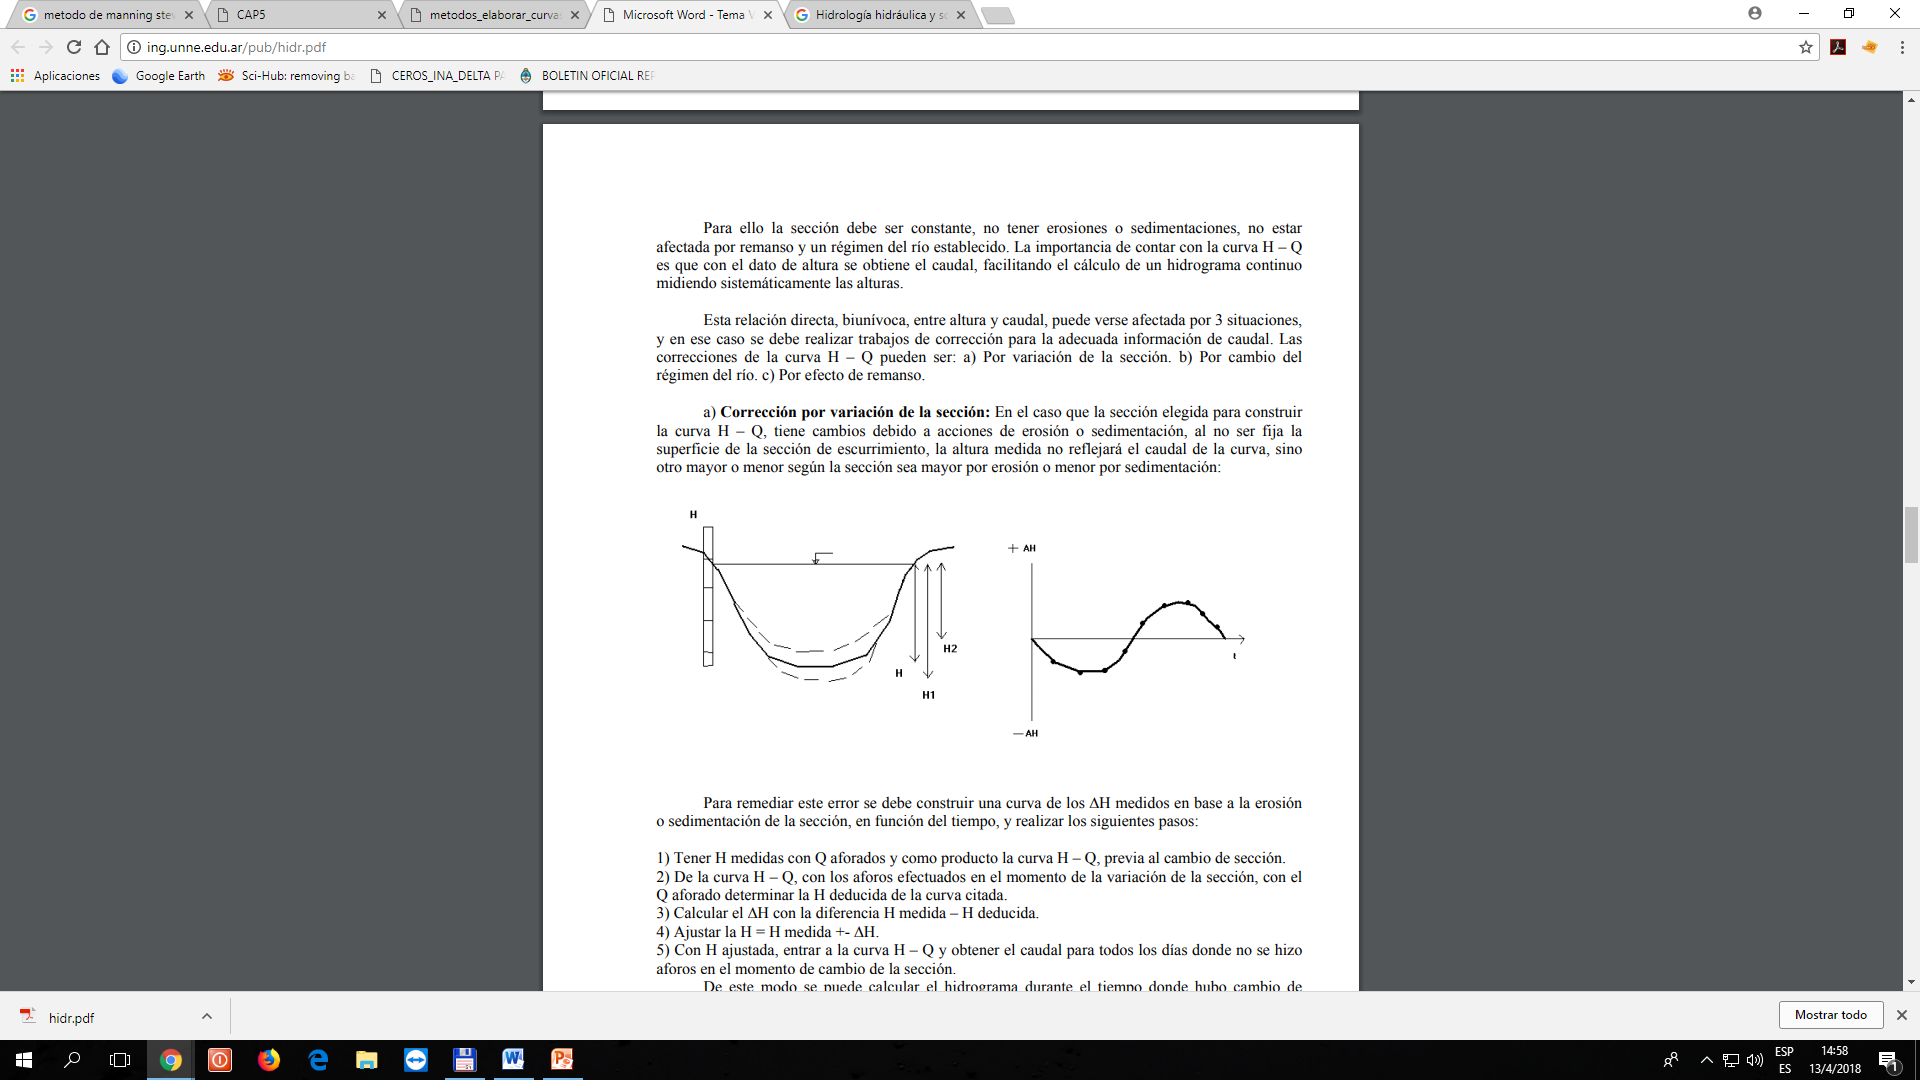 metodo de manning ste
CAP5
metodos_elaborar_curva
Microsoft Word - Tema V
Hidrología hidráulica y s
ing.unne.edu.ar/pub/hidr.pdf
Aplicaciones
Google Earth
Sci-Hub: removing ba
CEROS_INA_DELTA PA
BOLETIN OFICIAL REP
Para ello la sección debe ser constante, no tener erosiones o sedimentaciones, no estar
afectada por remanso y un régimen del río establecido. La importancia de contar con la curva H – Q
es que con el dato de altura se obtiene el caudal, facilitando el cálculo de un hidrograma continuo
midiendo sistemáticamente las alturas.
Esta relación directa, biunívoca, entre altura y caudal, puede verse afectada por 3 situaciones,
y en ese caso se debe realizar trabajos de corrección para la adecuada información de caudal. Las
correcciones de la curva H – Q pueden ser: a) Por variación de la sección. b) Por cambio del
régimen del río. c) Por efecto de remanso.
a) Corrección por variación de la sección: En el caso que la sección elegida para construir
la curva H – Q, tiene cambios debido a acciones de erosión o sedimentación, al no ser fija la
superficie de la sección de escurrimiento, la altura medida no reflejará el caudal de la curva, sino
otro mayor o menor según la sección sea mayor por erosión o menor por sedimentación:
H
H
H1
H2
+ AH
t
— AH
Para remediar este error se debe construir una curva de los ΔH medidos en base a la erosión
o sedimentación de la sección, en función del tiempo, y realizar los siguientes pasos:
1) Tener H medidas con Q aforados y como producto la curva H – Q, previa al cambio de sección.
2) De la curva H – Q, con los aforos efectuados en el momento de la variación de la sección, con el
Q aforado determinar la H deducida de la curva citada.
3) Calcular el ΔH con la diferencia H medida – H deducida.
4) Ajustar la H = H medida +- ΔH.
5) Con H ajustada, entrar a la curva H – Q y obtener el caudal para todos los días donde no se hizo
aforos en el momento de cambio de la sección.
De este modo se puede calcular el hidrograma durante el tiempo donde hubo cambio de
hidr.pdf
Mostrar todo
ESP
ES
14:58
13/4/2018
1